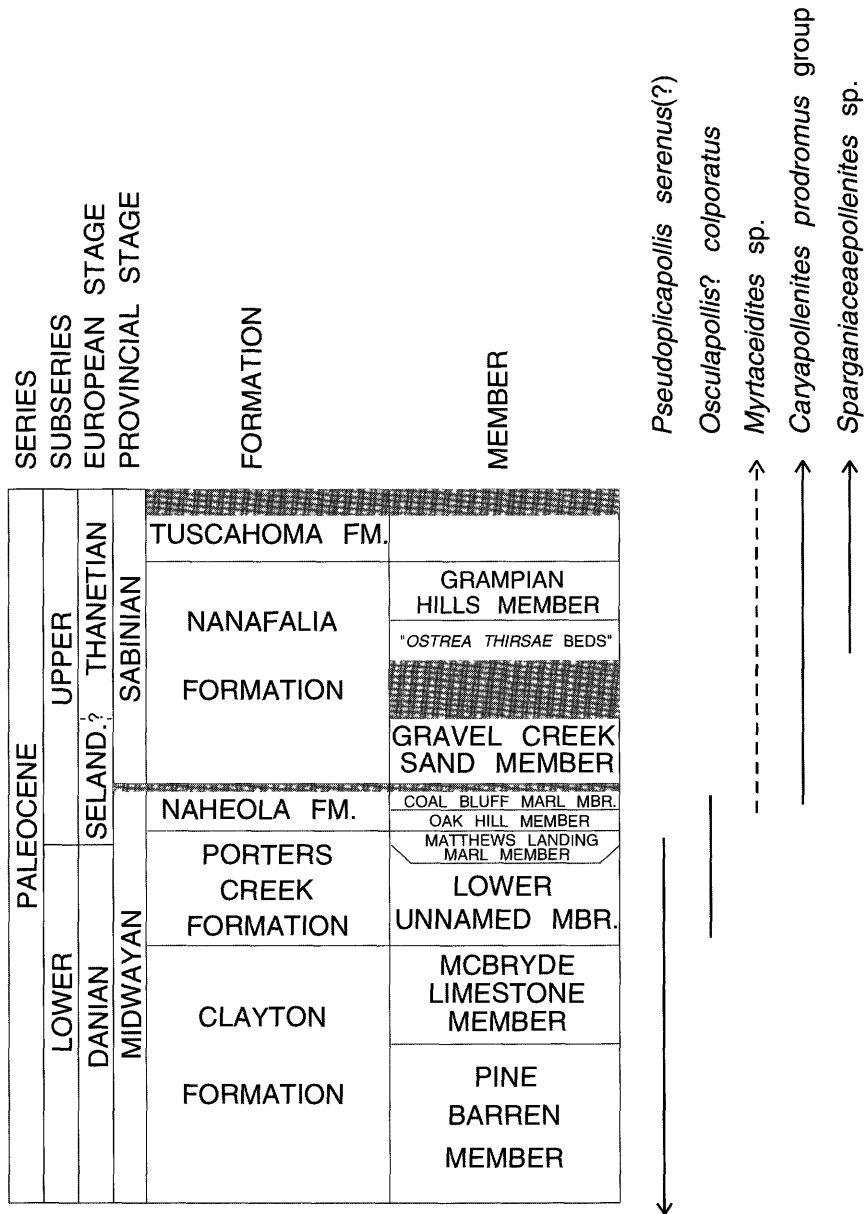 SERIES
SUBSERIES
EUROPEAN STAGE
PROVINCIAL STAGE
FORMATION
MEMBER
Pseudoplicapollis serenus(?)
Osculapollis? colporatus
Myrtaceidites sp.
Caryapollenites prodromus group
Sparganiaceaepollenites sp.
PALEOCENE
UPPER
LOWER
THANETIAN
SELAND.?
DANIAN
SABINIAN
MIDWAYAN
TUSCAHOMA FM.
NANAFALIA
FORMATION
NAHEOLA FM.
PORTERS
CREEK
FORMATION
CLAYTON
FORMATION
GRAMPIAN
HILLS MEMBER
"OSTREA THIRSAE BEDS"
GRAVEL CREEK
SAND MEMBER
COAL BLUFF MARL MBR.
OAK HILL MEMBER
MATTHEWS LANDING
MARL MEMBER
LOWER
UNNAMED MBR.
MCBRYDE
LIMESTONE
MEMBER
PINE
BARREN
MEMBER